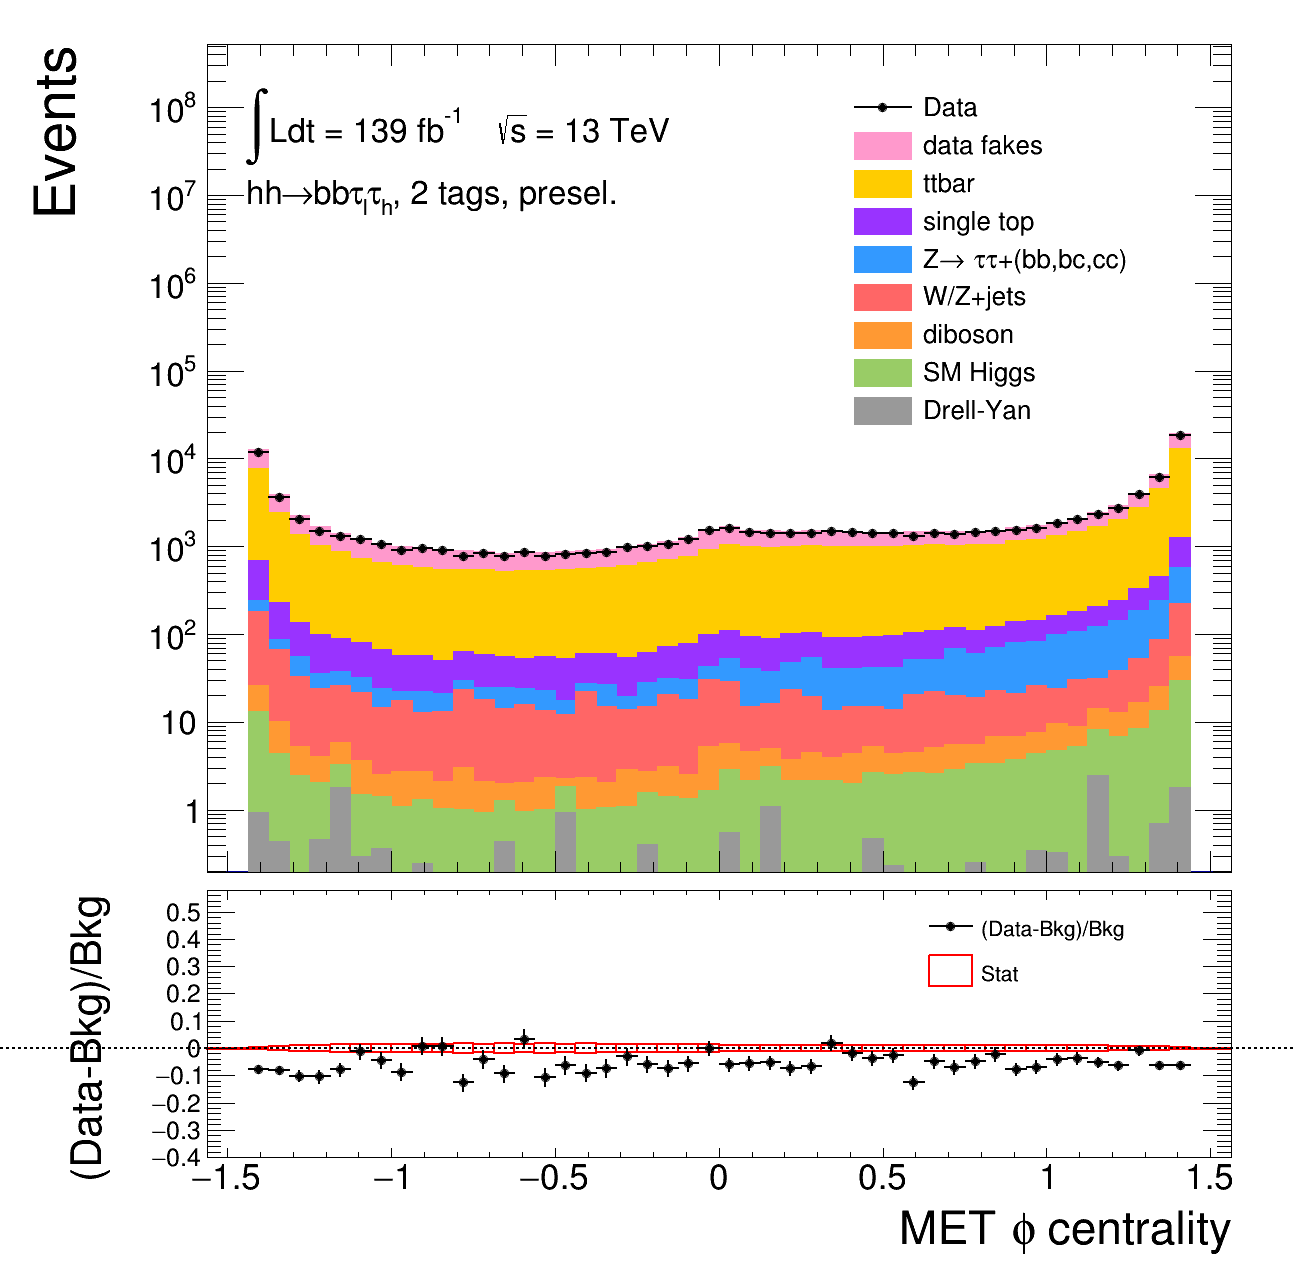 Events
10⁸
10⁷
10⁶
10⁵
10⁴
10³
10²
10
1
∫Ldt = 139 fb⁻¹ √s = 13 TeV
hh→bbτₗτₕ, 2 tags, presel.
Data
data fakes
ttbar
single top
Z→ ττ+(bb,bc,cc)
W/Z+jets
diboson
SM Higgs
Drell-Yan
(Data-Bkg)/Bkg
0.5
0.4
0.3
0.2
0.1
0
−0.1
−0.2
−0.3
−0.4
(Data-Bkg)/Bkg
Stat
−1.5 −1 −0.5 0 0.5 1 1.5
MET ϕ centrality